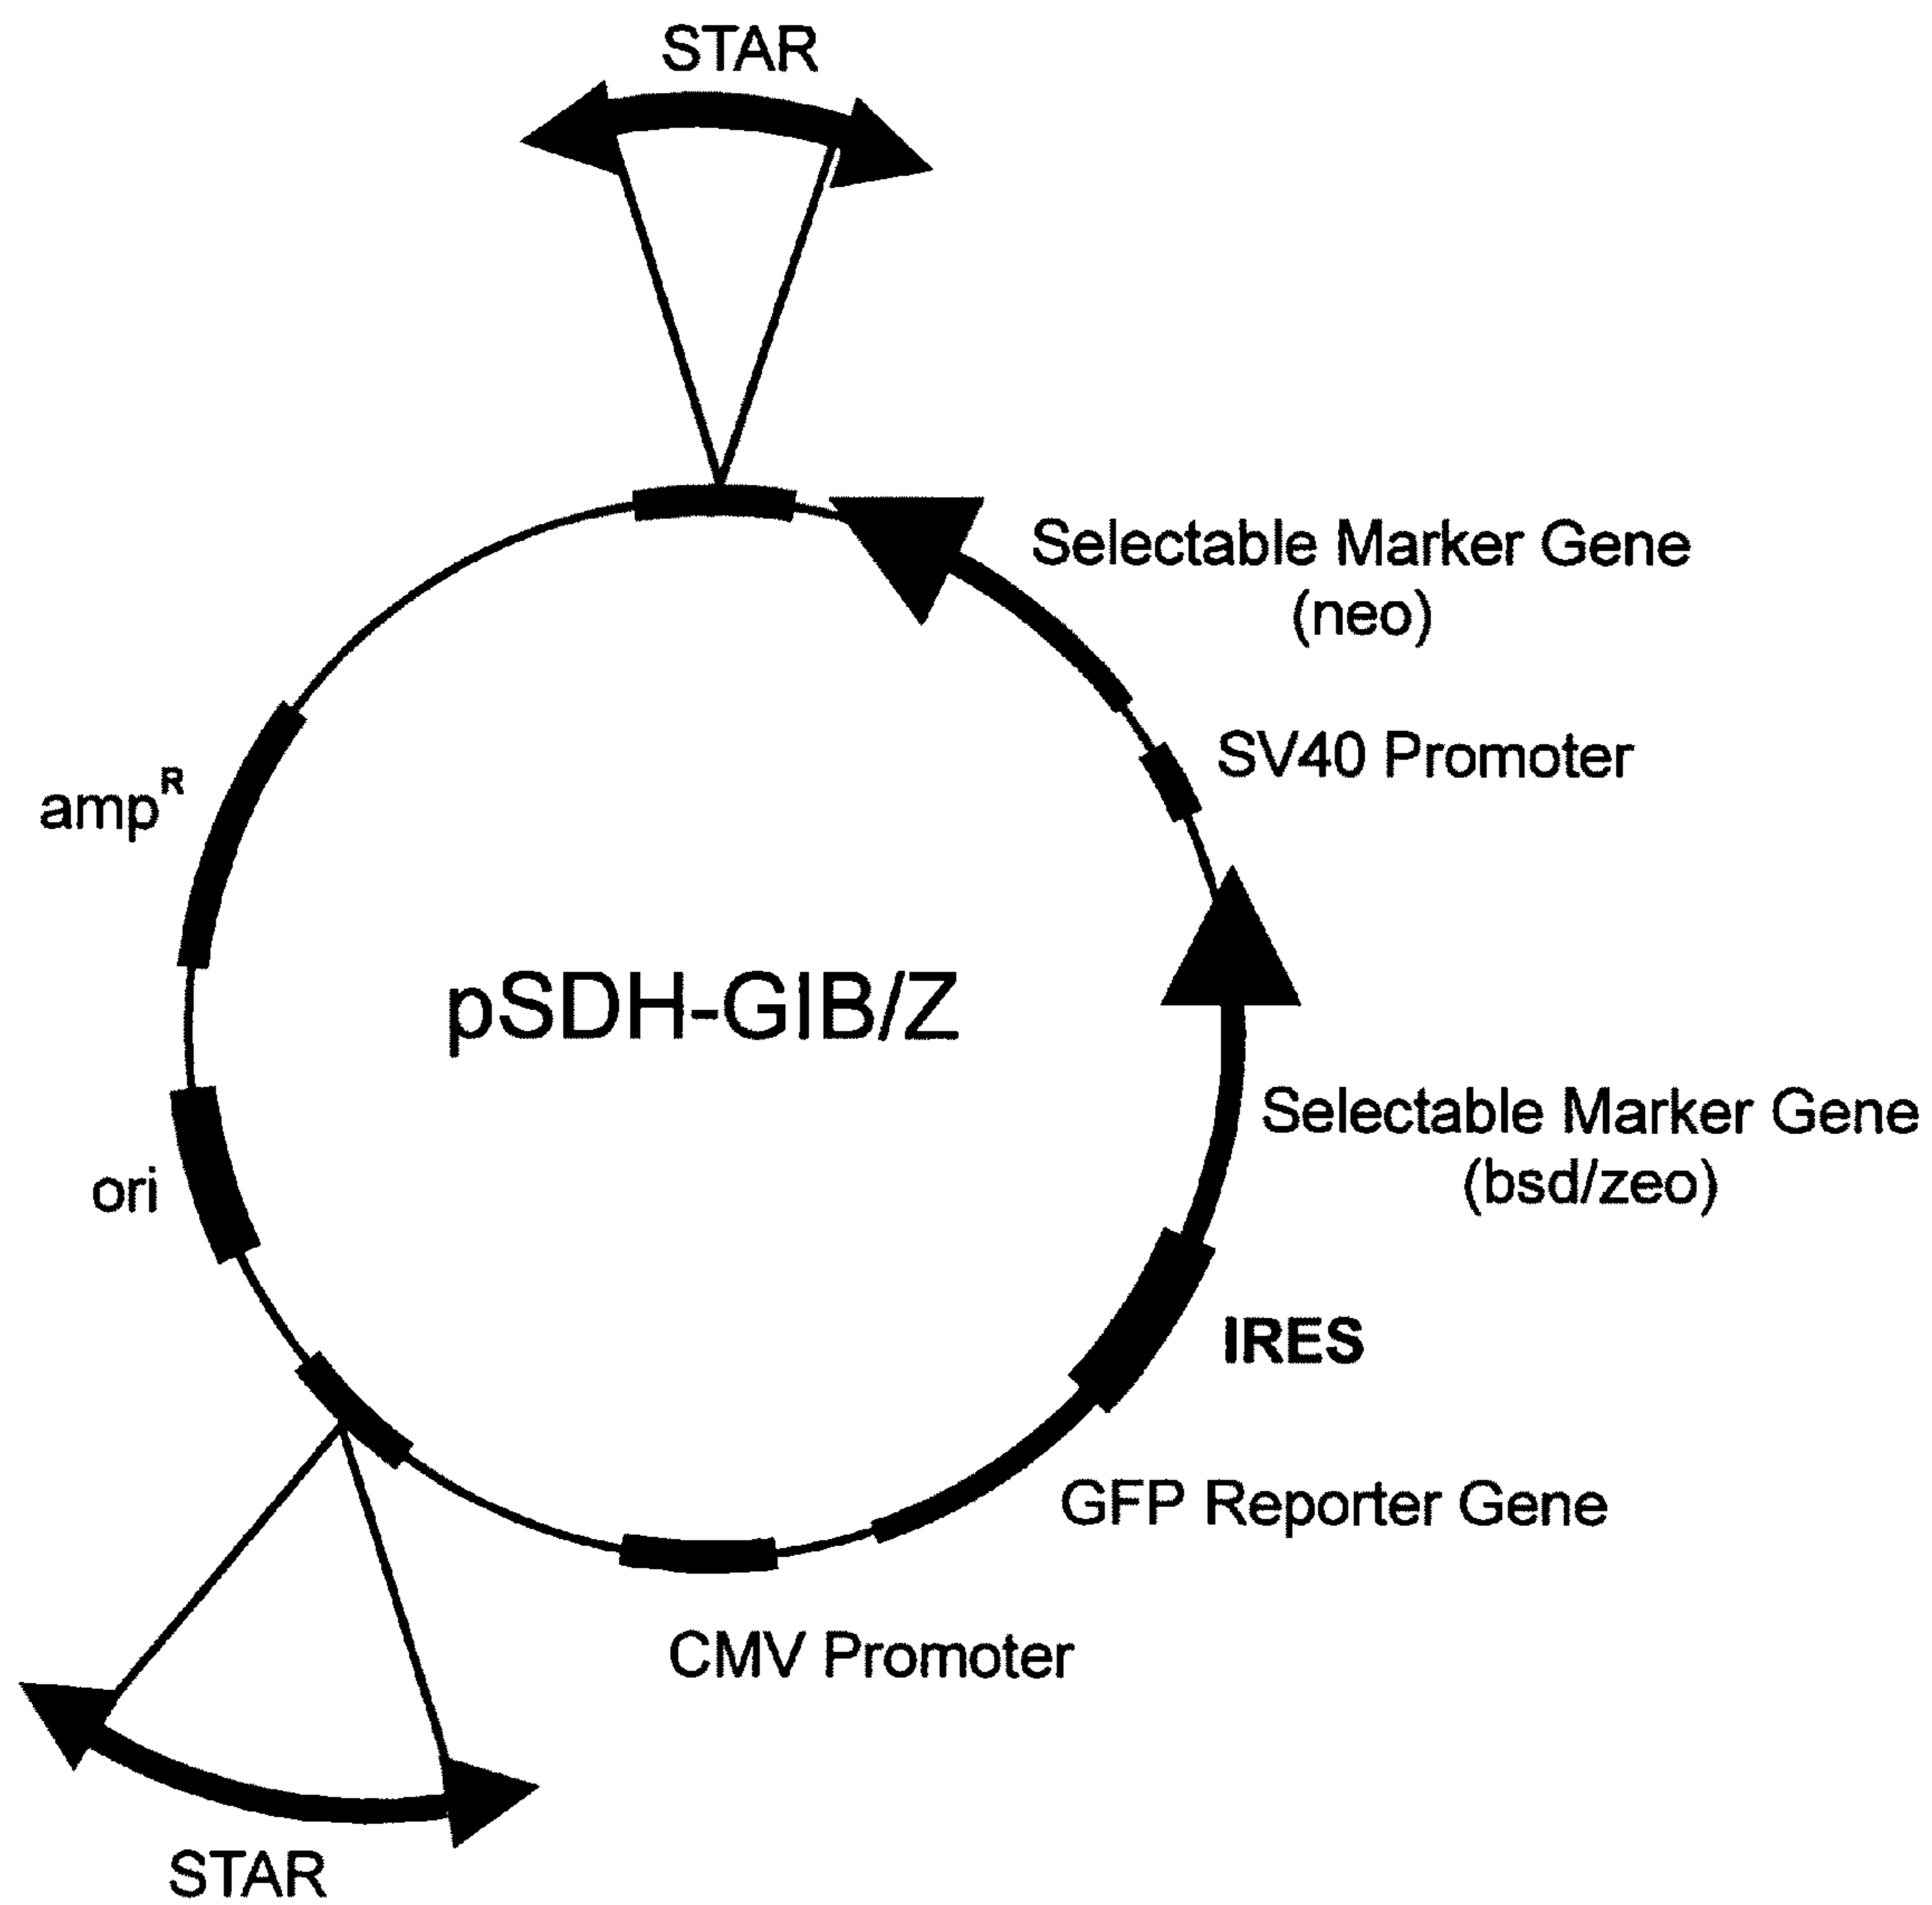 STAR
Selectable Marker Gene
(neo)
SV40 Promoter
amp^R
pSDH-GIB/Z
Selectable Marker Gene
(bsd/zeo)
ori
IRES
GFP Reporter Gene
CMV Promoter
STAR